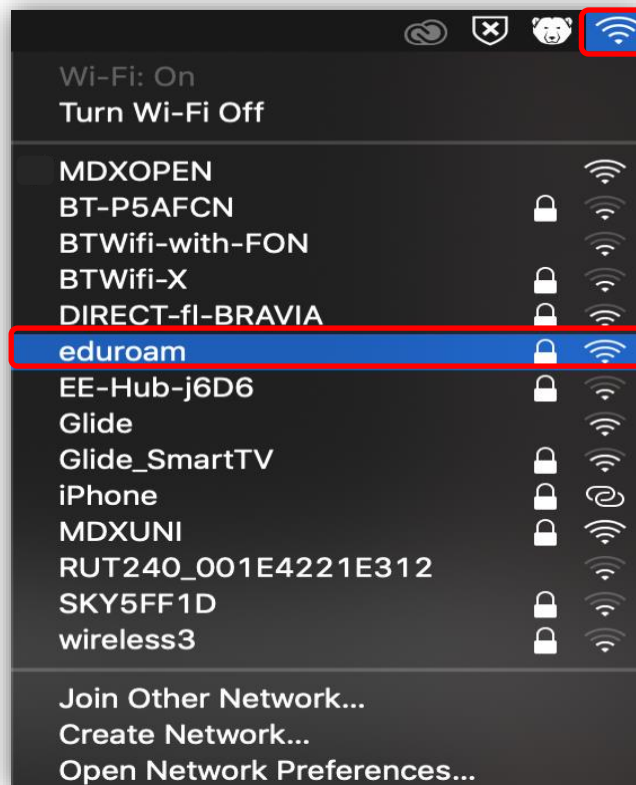 Wi-Fi: On
Turn Wi-Fi Off
MDXOPEN
BT-P5AFCN
BTWifi-with-FON
BTWifi-X
DIRECT-fl-BRAVIA
eduroam
EE-Hub-j6D6
Glide
Glide_SmartTV
iPhone
MDXUNI
RUT240_001E4221E312
SKY5FF1D
wireless3
Join Other Network...
Create Network...
Open Network Preferences...